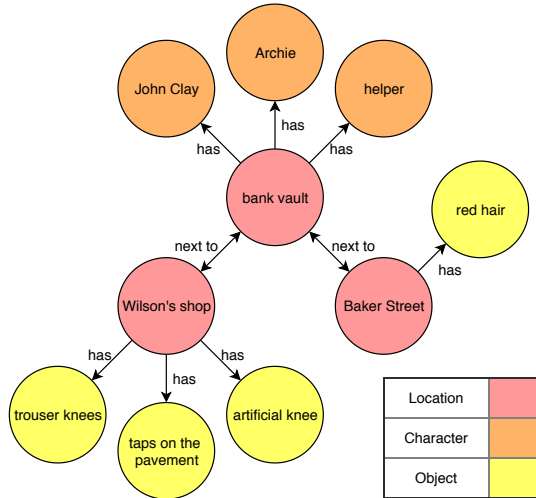 Archie
John Clay
helper
has
has
has
bank vault
red hair
next to
next to
has
Wilson's shop
Baker Street
has
has
has
trouser knees
taps on the
pavement
artificial knee
Location
Character
Object